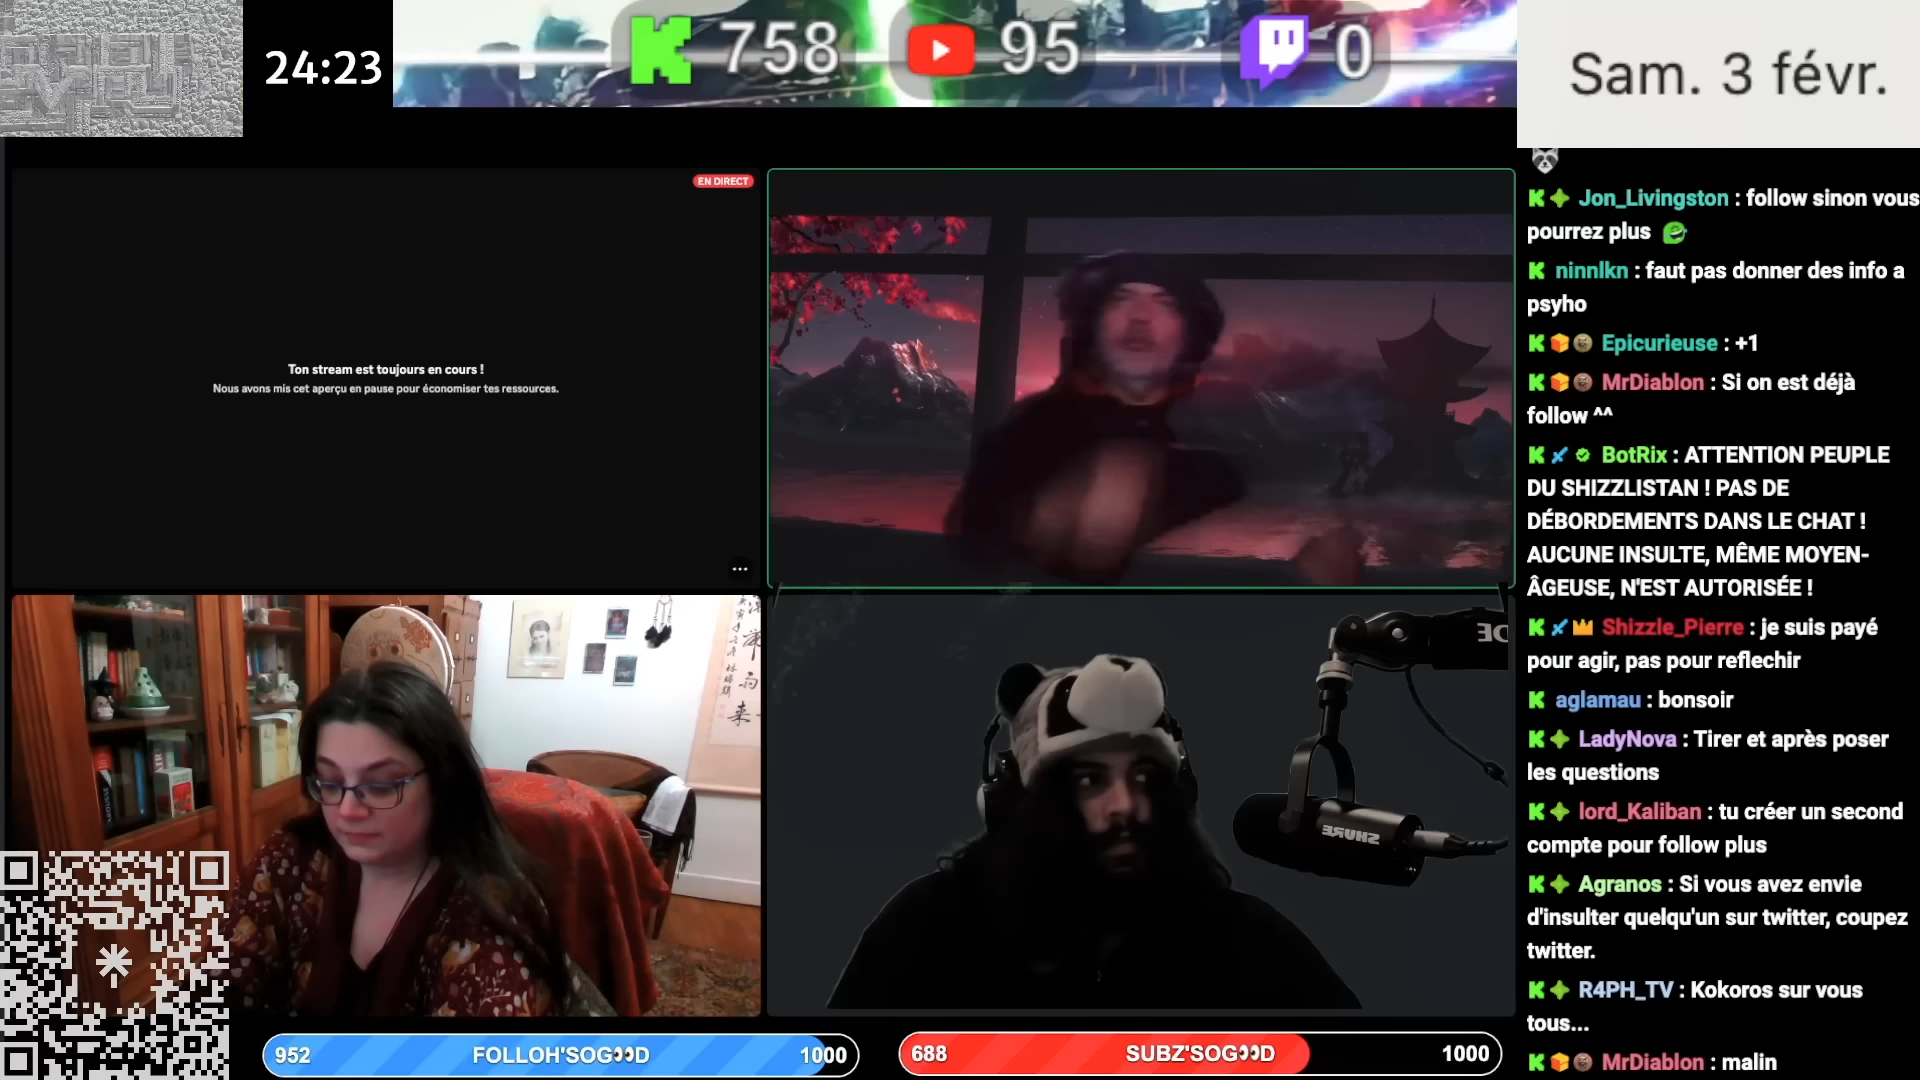 24:23
758
95
0
Sam. 3 févr.
EN DIRECT
Ton stream est toujours en cours !
Nous avons mis cet aperçu en pause pour économiser tes ressources.
Jon_Livingston : follow sinon vous
pourrez plus
ninnlkn : faut pas donner des info a
psyho
Epicurieuse : +1
MrDiablon : Si on est déjà
follow ^^
BotRix : ATTENTION PEUPLE
DU SHIZZLISTAN ! PAS DE
DÉBORDEMENTS DANS LE CHAT !
AUCUNE INSULTE, MÊME MOYEN-
ÂGEUSE, N'EST AUTORISÉE !
Shizzle_Pierre : je suis payé
pour agir, pas pour reflechir
aglamau : bonsoir
LadyNova : Tirer et après poser
les questions
lord_Kaliban : tu créer un second
compte pour follow plus
Agranos : Si vous avez envie
d'insulter quelqu'un sur twitter, coupez
twitter.
R4PH_TV : Kokoros sur vous
tous...
MrDiablon : malin
SHURE
来
952 FOLLOH'SOG👀D 1000
688 SUBZ'SOG👀D 1000